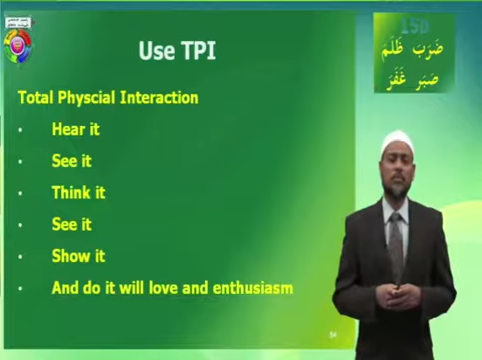 15b
Use TPI
ضَرَبَ ظَلَمَ
صَبَر غَفَرَ
Total Physcial Interaction
• Hear it
• See it
• Think it
• See it
• Show it
• And do it will love and enthusiasm
54